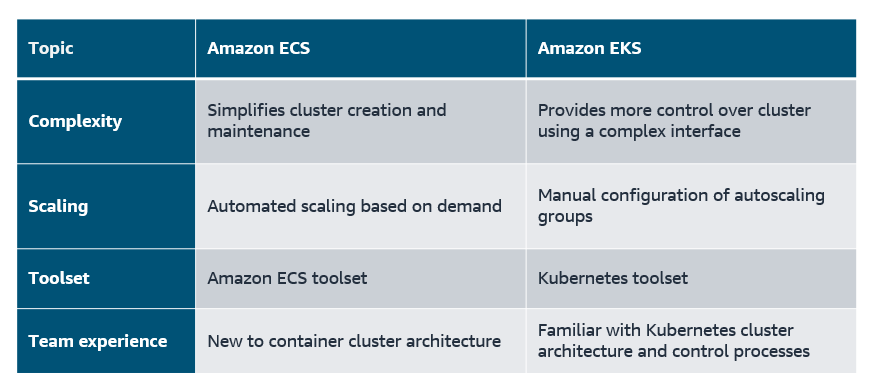 Topic
Amazon ECS
Amazon EKS
Complexity
Simplifies cluster creation and
maintenance
Provides more control over cluster
using a complex interface
Scaling
Automated scaling based on demand
Manual configuration of autoscaling
groups
Toolset
Amazon ECS toolset
Kubernetes toolset
Team experience
New to container cluster architecture
Familiar with Kubernetes cluster
architecture and control processes